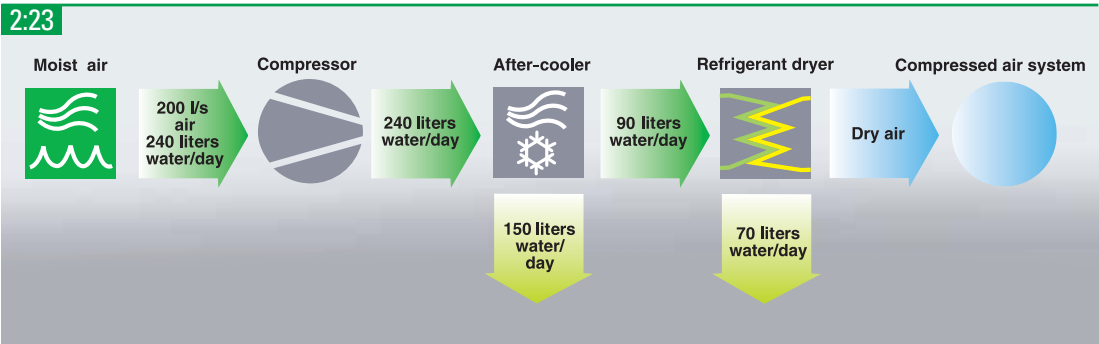 2:23
Moist air
Compressor
After-cooler
Refrigerant dryer
Compressed air system
200 l/s
air
240 liters
water/day
240 liters
water/day
90 liters
water/day
Dry air
150 liters
water/
day
70 liters
water/day